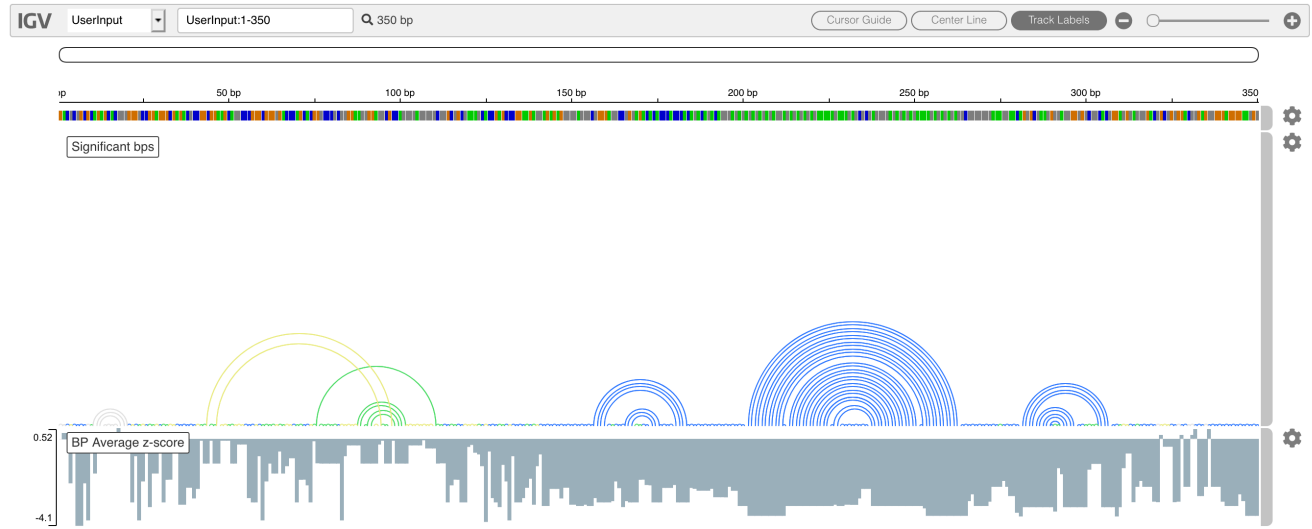 IGV UserInput UserInput:1-350 350 bp Cursor Guide Center Line Track Labels
50 bp 100 bp 150 bp 200 bp 250 bp 300 bp 350
Significant bps
0.52
BP Average z-score
-4.1